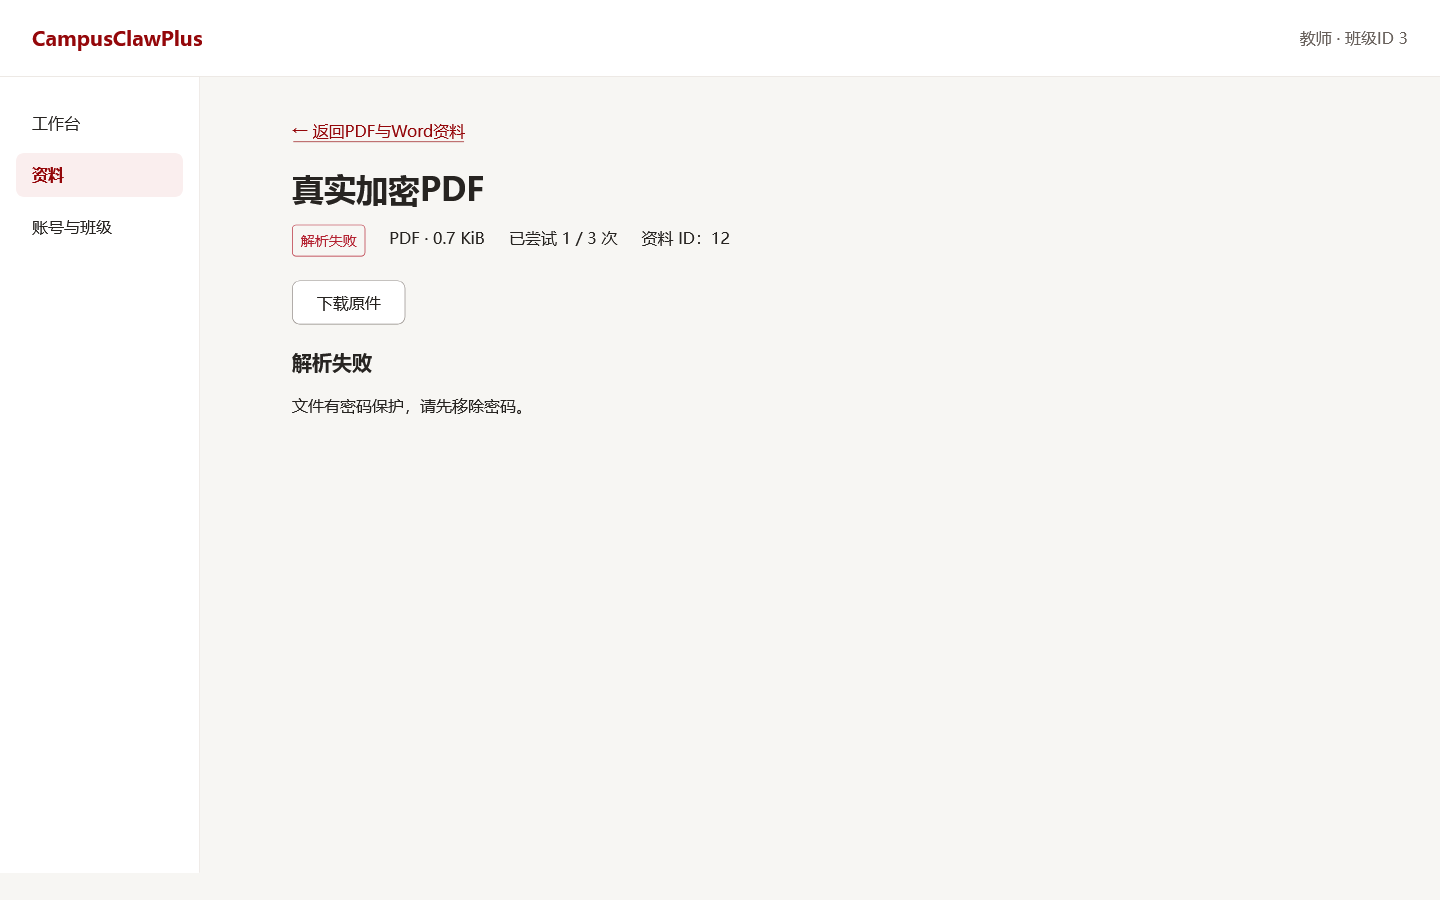 CampusClawPlus
教师 · 班级ID 3
工作台
资料
账号与班级
← 返回PDF与Word资料
真实加密PDF
解析失败 PDF · 0.7 KiB 已尝试 1 / 3 次 资料 ID：12
下载原件
解析失败
文件有密码保护，请先移除密码。